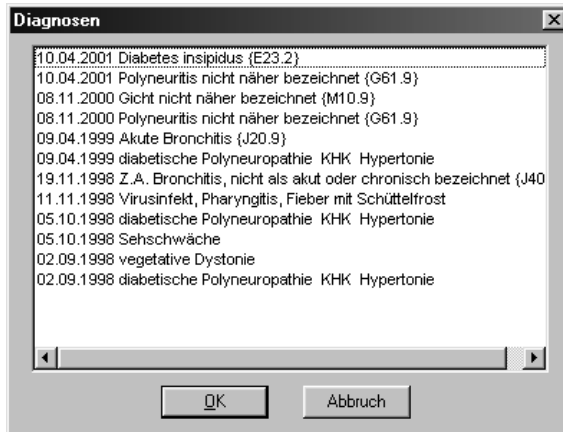 Diagnosen
10.04.2001 Diabetes insipidus {E23.2}
10.04.2001 Polyneuritis nicht näher bezeichnet {G61.9}
08.11.2000 Gicht nicht näher bezeichnet {M10.9}
08.11.2000 Polyneuritis nicht näher bezeichnet {G61.9}
09.04.1999 Akute Bronchitis {J20.9}
09.04.1999 diabetische Polyneuropathie  KHK  Hypertonie
19.11.1998 Z.A. Bronchitis, nicht als akut oder chronisch bezeichnet {J40
11.11.1998 Virusinfekt, Pharyngitis, Fieber mit Schüttelfrost
05.10.1998 diabetische Polyneuropathie  KHK  Hypertonie
05.10.1998 Sehschwäche
02.09.1998 vegetative Dystonie
02.09.1998 diabetische Polyneuropathie  KHK  Hypertonie
OK
Abbruch